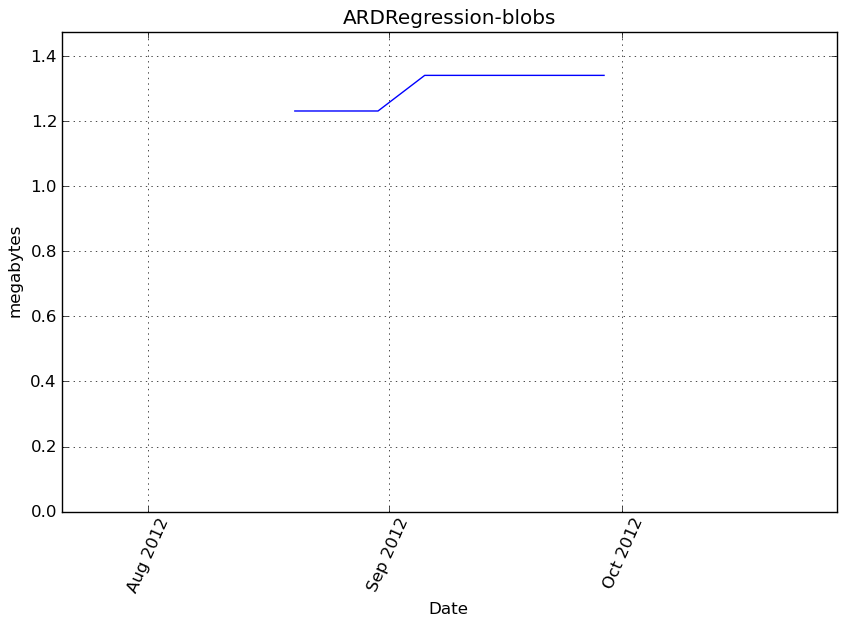 ARDRegression-blobs
megabytes
1.4
1.2
1.0
0.8
0.6
0.4
0.2
0.0
Aug 2012
Sep 2012
Oct 2012
Date